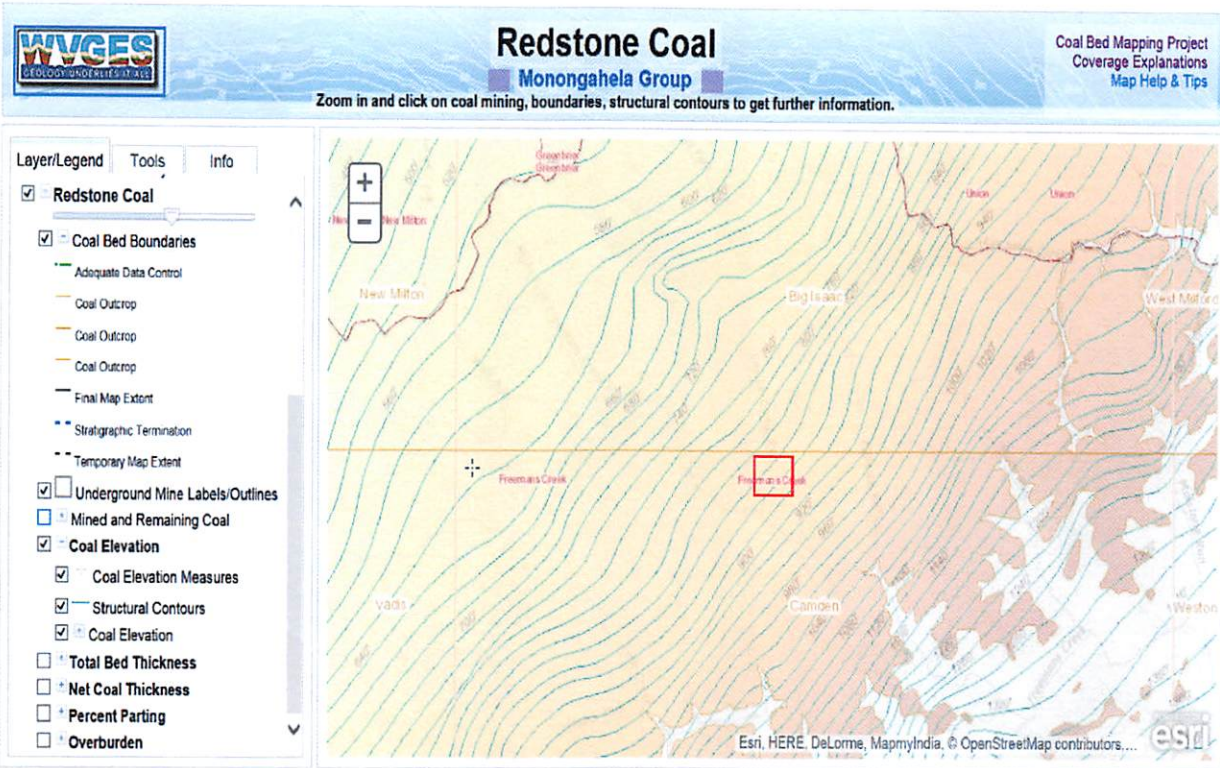 WVGES
GEOLOGY UNDERLIES IT ALL
Redstone Coal
Monongahela Group
Zoom in and click on coal mining, boundaries, structural contours to get further information.
Coal Bed Mapping Project
Coverage Explanations
Map Help & Tips
Layer/Legend
Tools
Info
Redstone Coal
Coal Bed Boundaries
Adequate Data Control
Coal Outcrop
Coal Outcrop
Coal Outcrop
Final Map Extent
Stratigraphic Termination
Temporary Map Extent
Underground Mine Labels/Outlines
Mined and Remaining Coal
Coal Elevation
Coal Elevation Measures
Structural Contours
Coal Elevation
Total Bed Thickness
Net Coal Thickness
Percent Parting
Overburden
+
−
Greenbrier
Greenbrier
New Milton
Union
Union
New Milton
Big Isaac
West Milford
Freemans Creek
Freemans Creek
Vadis
Camden
Weston
Esri, HERE, DeLorme, MapmyIndia, © OpenStreetMap contributors,...
esri